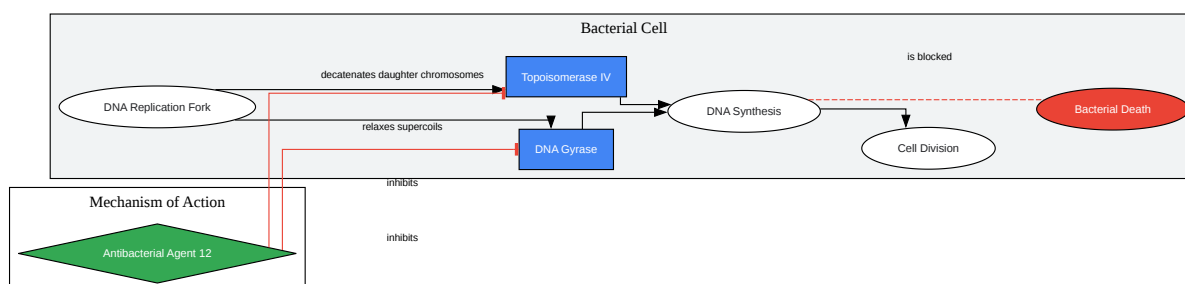 Bacterial Cell
is blocked
decatenates daughter chromosomes
Topoisomerase IV
DNA Replication Fork
DNA Synthesis
Bacterial Death
relaxes supercoils
DNA Gyrase
Cell Division
inhibits
Mechanism of Action
inhibits
Antibacterial Agent 12